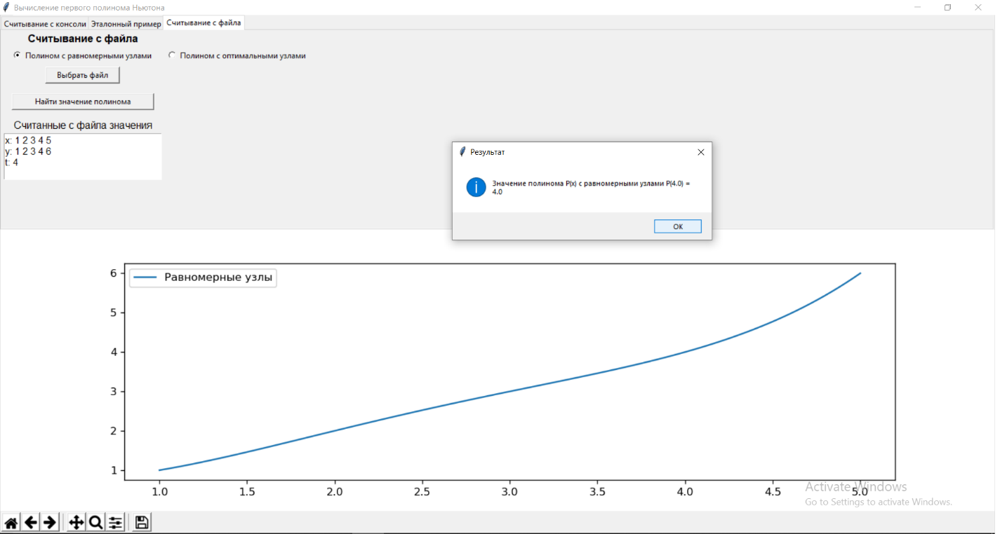 Вычисление первого полинома Ньютона
Считывание с консоли Эталонный пример Считывание с файла
Считывание с файла
Полином с равномерными узлами Полином с оптимальными узлами
Выбрать файл
Найти значение полинома
Считанные с файла значения
x: 1 2 3 4 5
y: 1 2 3 4 6
t: 4
Результат
Значение полинома P(x) с равномерными узлами P(4.0) =
4.0
OK
Равномерные узлы
6
5
4
3
2
1
1.0 1.5 2.0 2.5 3.0 3.5 4.0 4.5 5.0
Activate Windows
Go to Settings to activate Windows.